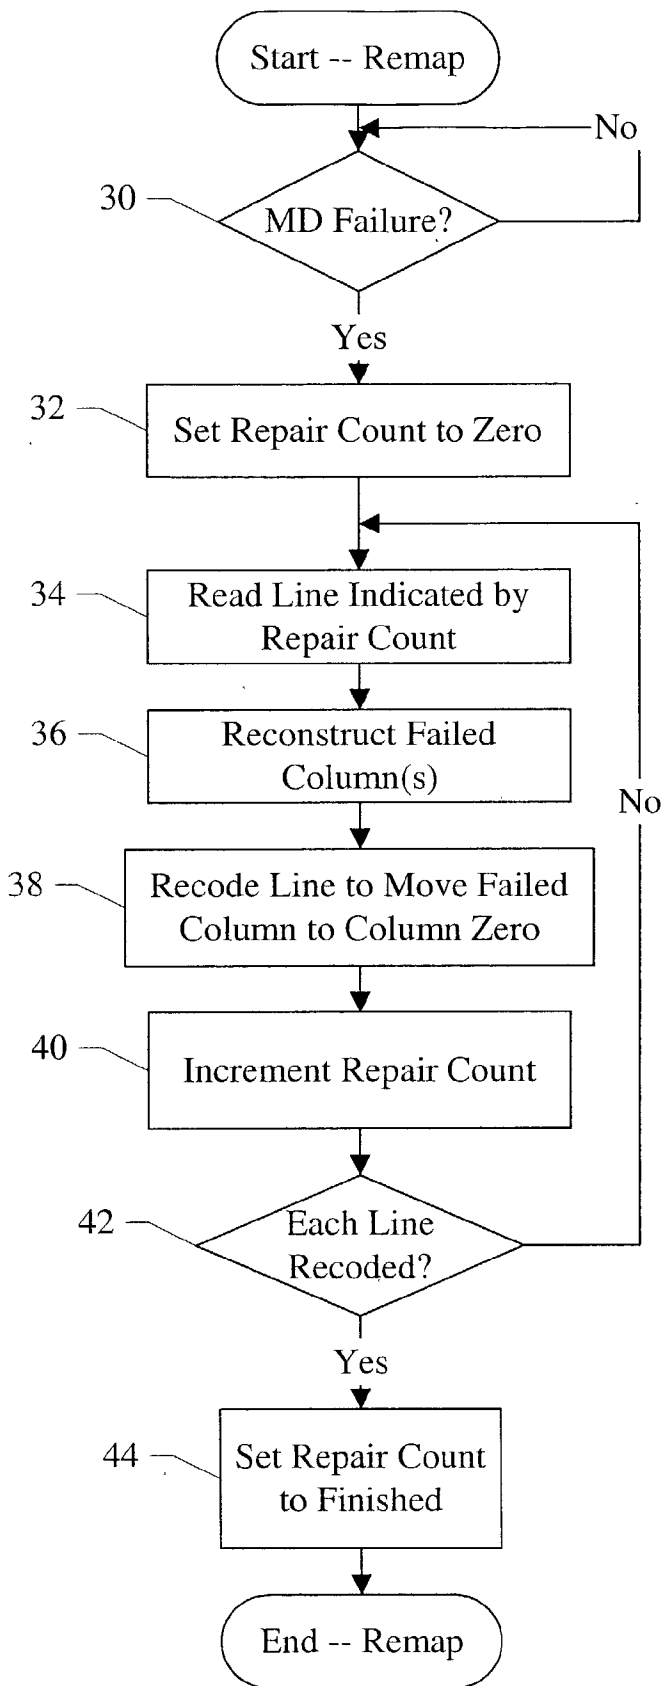 Start -- Remap
No
30
MD Failure?
Yes
32
Set Repair Count to Zero
34
Read Line Indicated by
Repair Count
36
Reconstruct Failed
Column(s)
No
38
Recode Line to Move Failed
Column to Column Zero
40
Increment Repair Count
42
Each Line
Recoded?
Yes
44
Set Repair Count
to Finished
End -- Remap